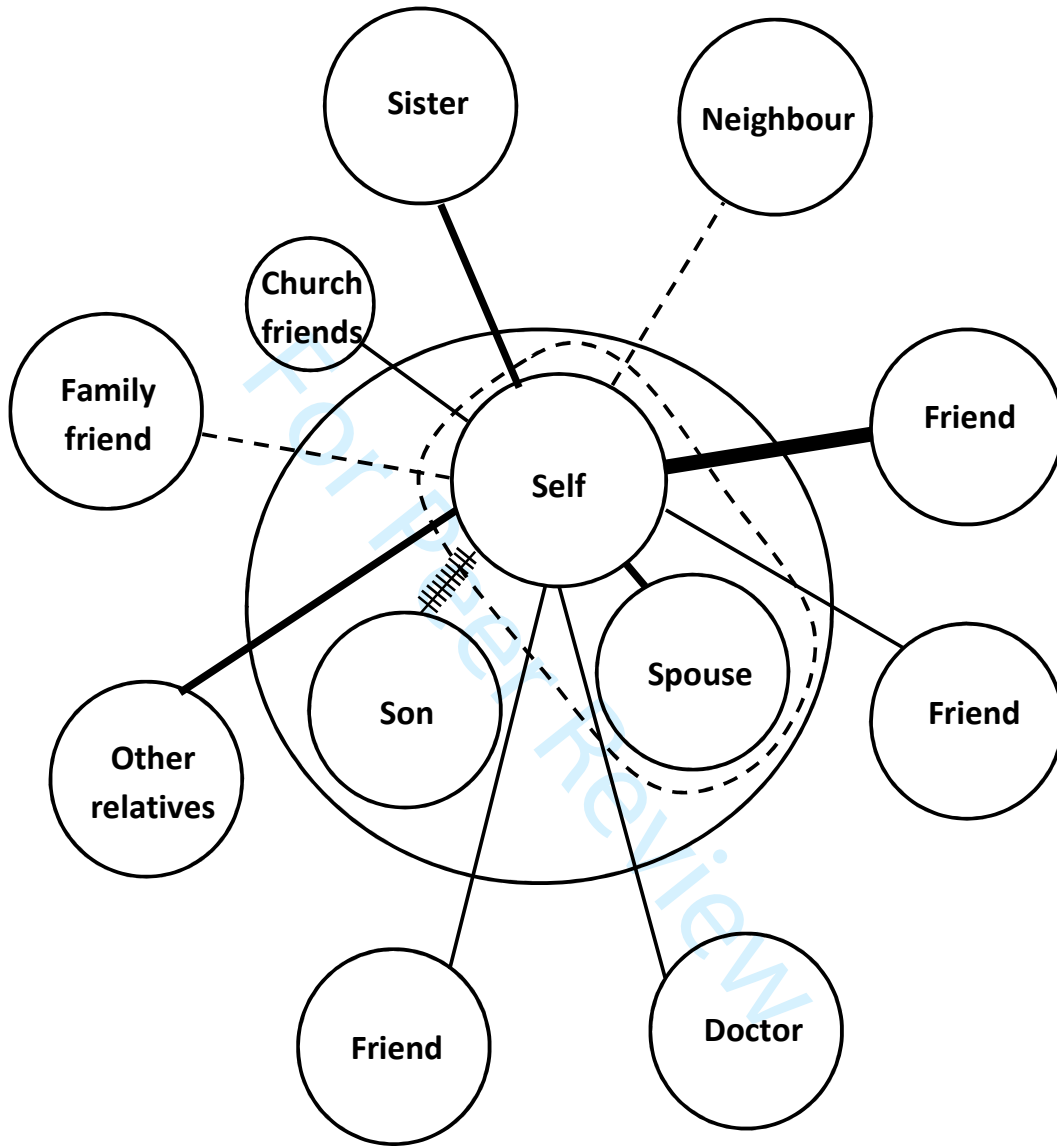 Sister
Neighbour
Church
friends
Family
friend
Friend
Self
Spouse
Son
Friend
Other
relatives
Friend
Doctor
For Peer Review